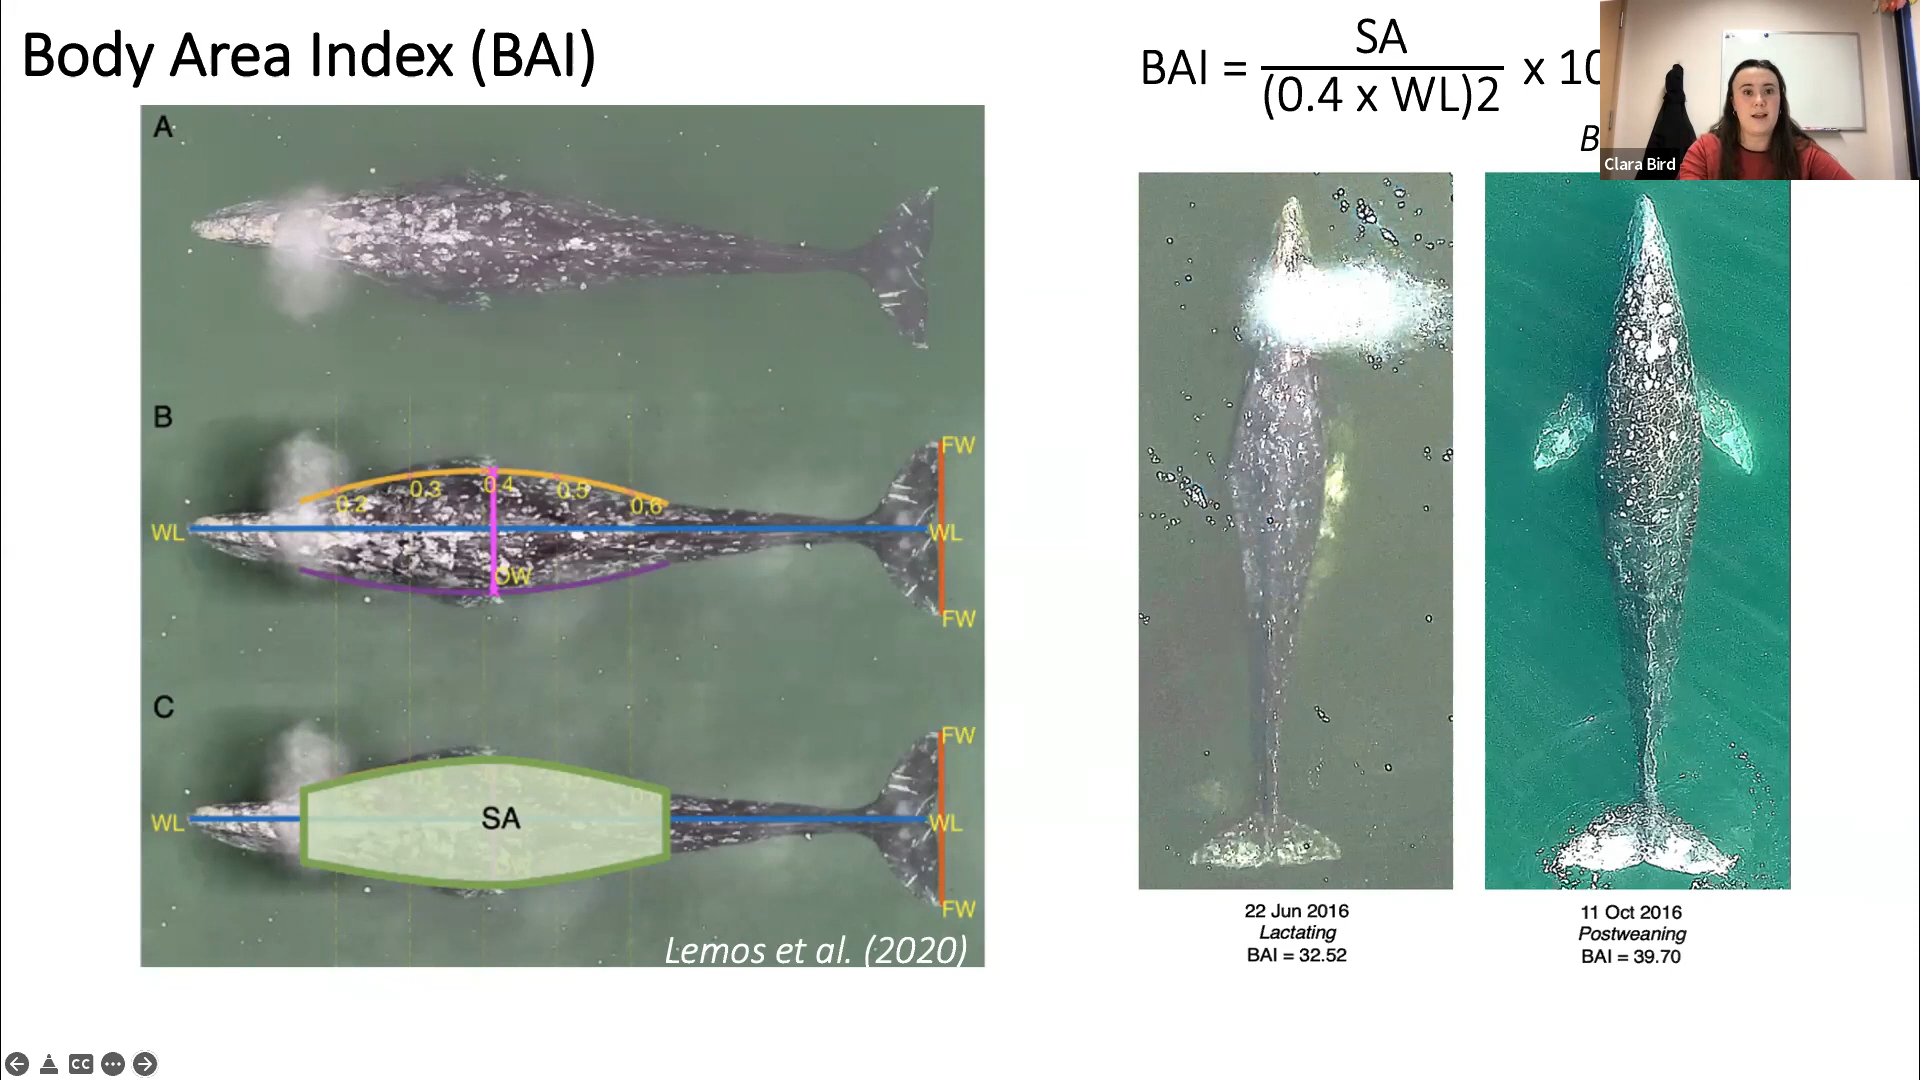 Body Area Index (BAI)
BAI = SA / (0.4 x WL)2 x 10
B
Clara Bird
A
B
0.2 0.3 0.4 0.5 0.6
FW
WL WL
OW
FW
C
FW
SA
WL WL
FW
Lemos et al. (2020)
22 Jun 2016
Lactating
BAI = 32.52
11 Oct 2016
Postweaning
BAI = 39.70
CC